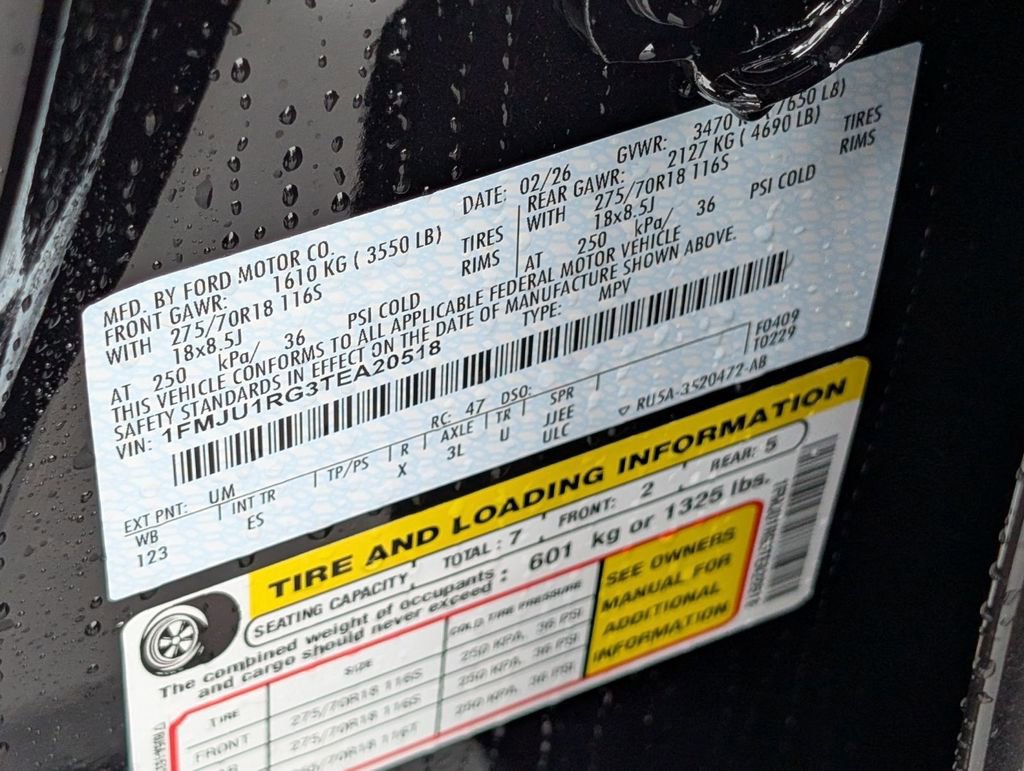 MFD. BY FORD MOTOR CO.
DATE: 02/26
GVWR: 3470 (7650 LB)
FRONT GAWR: 1610 KG ( 3550 LB)
REAR GAWR: 2127 KG ( 4690 LB)
WITH 275/70R18 116S TIRES
WITH 275/70R18 116S TIRES
18x8.5J RIMS
18x8.5J RIMS
AT 250 kPa/ 36 PSI COLD
AT 250 kPa/ 36 PSI COLD
THIS VEHICLE CONFORMS TO ALL APPLICABLE FEDERAL MOTOR VEHICLE
SAFETY STANDARDS IN EFFECT ON THE DATE OF MANUFACTURE SHOWN ABOVE.
VIN: 1FMJU1RG3TEA20518
TYPE: MPV
F0409
T0229
EXT PNT: UM
RC: 47 DSO:
WB INT TR TP/PS R AXLE TR SPR
123 ES X 3L U JJEE
ULC
▽ RU5A-3520472-AB
TIRE AND LOADING INFORMATION
SEATING CAPACITY, TOTAL: 7 FRONT: 2 REAR: 5
The combined weight of occupants and cargo should never exceed : 601 kg or 1325 lbs.
TIRE SIZE COLD TIRE PRESSURE
FRONT 275/70R18 116S 250 KPA, 36 PSI
275/70R18 116S 250 KPA, 36 PSI
250 KPA, 36 PSI
SEE OWNERS
MANUAL FOR
ADDITIONAL
INFORMATION